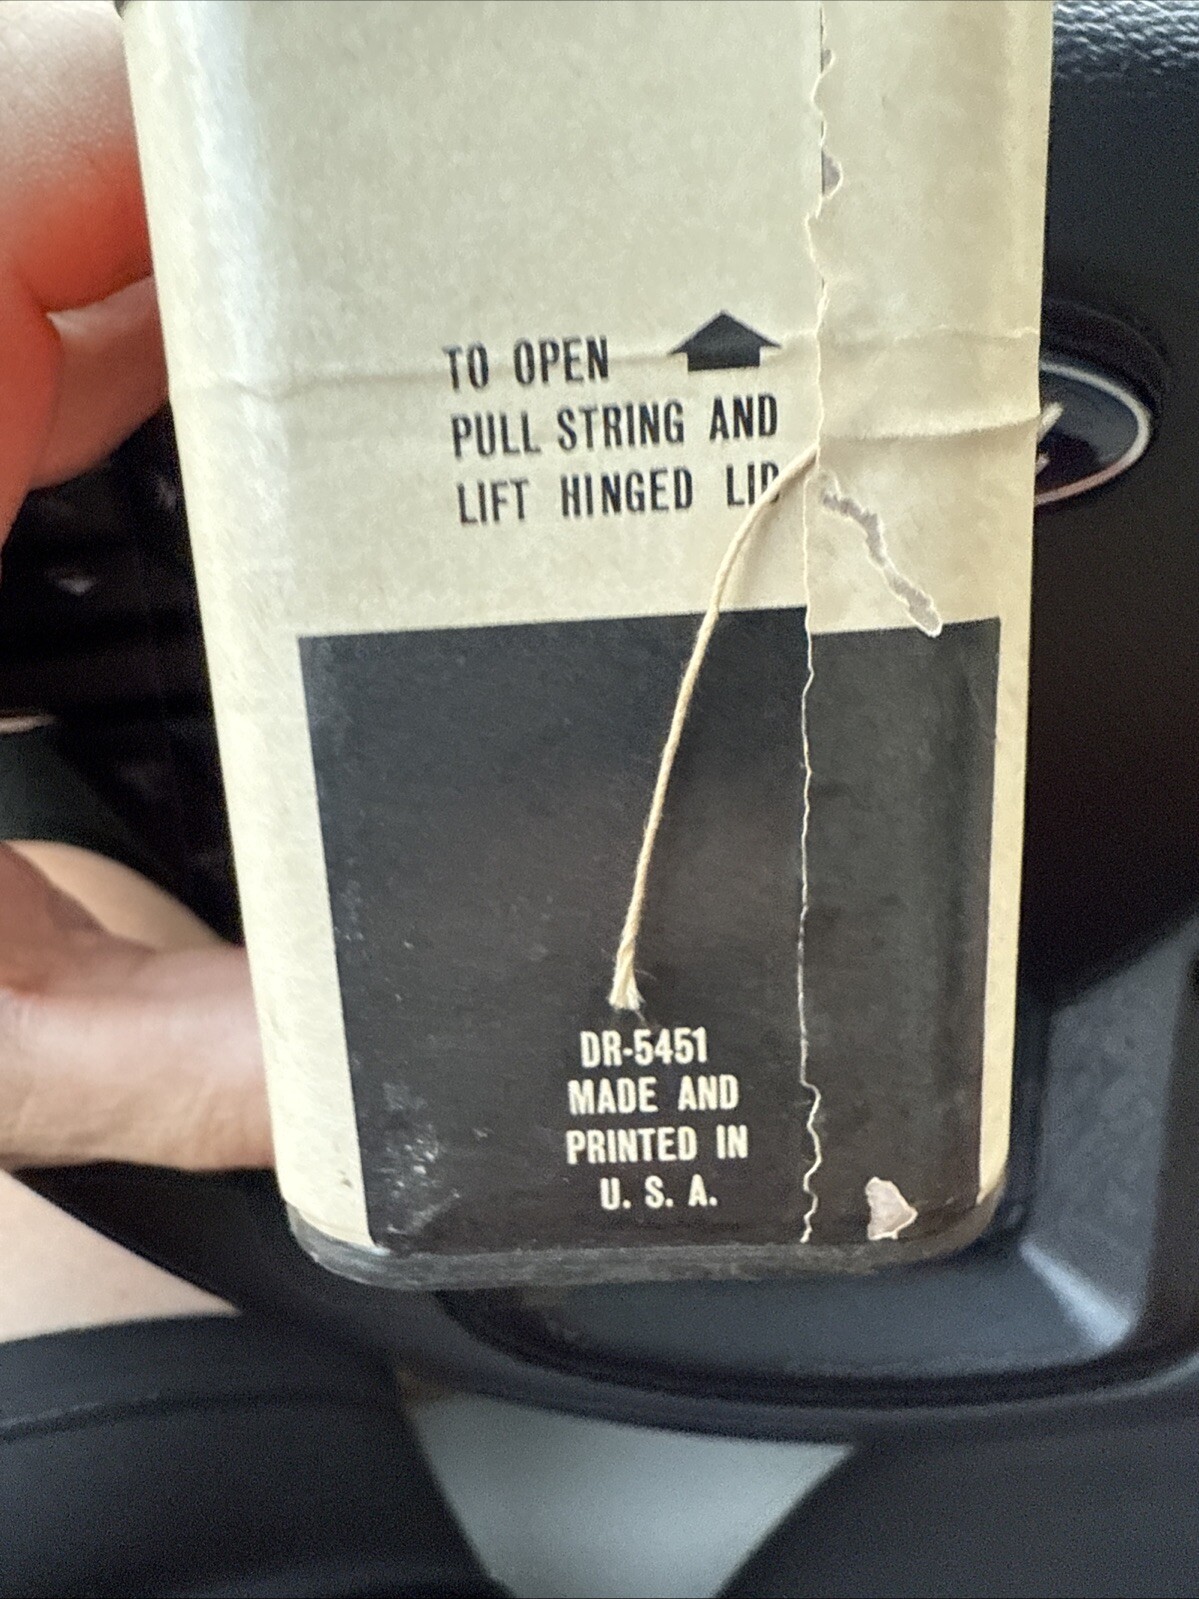 TO OPEN
PULL STRING AND
LIFT HINGED LID
DR-5451
MADE AND
PRINTED IN
U. S. A.